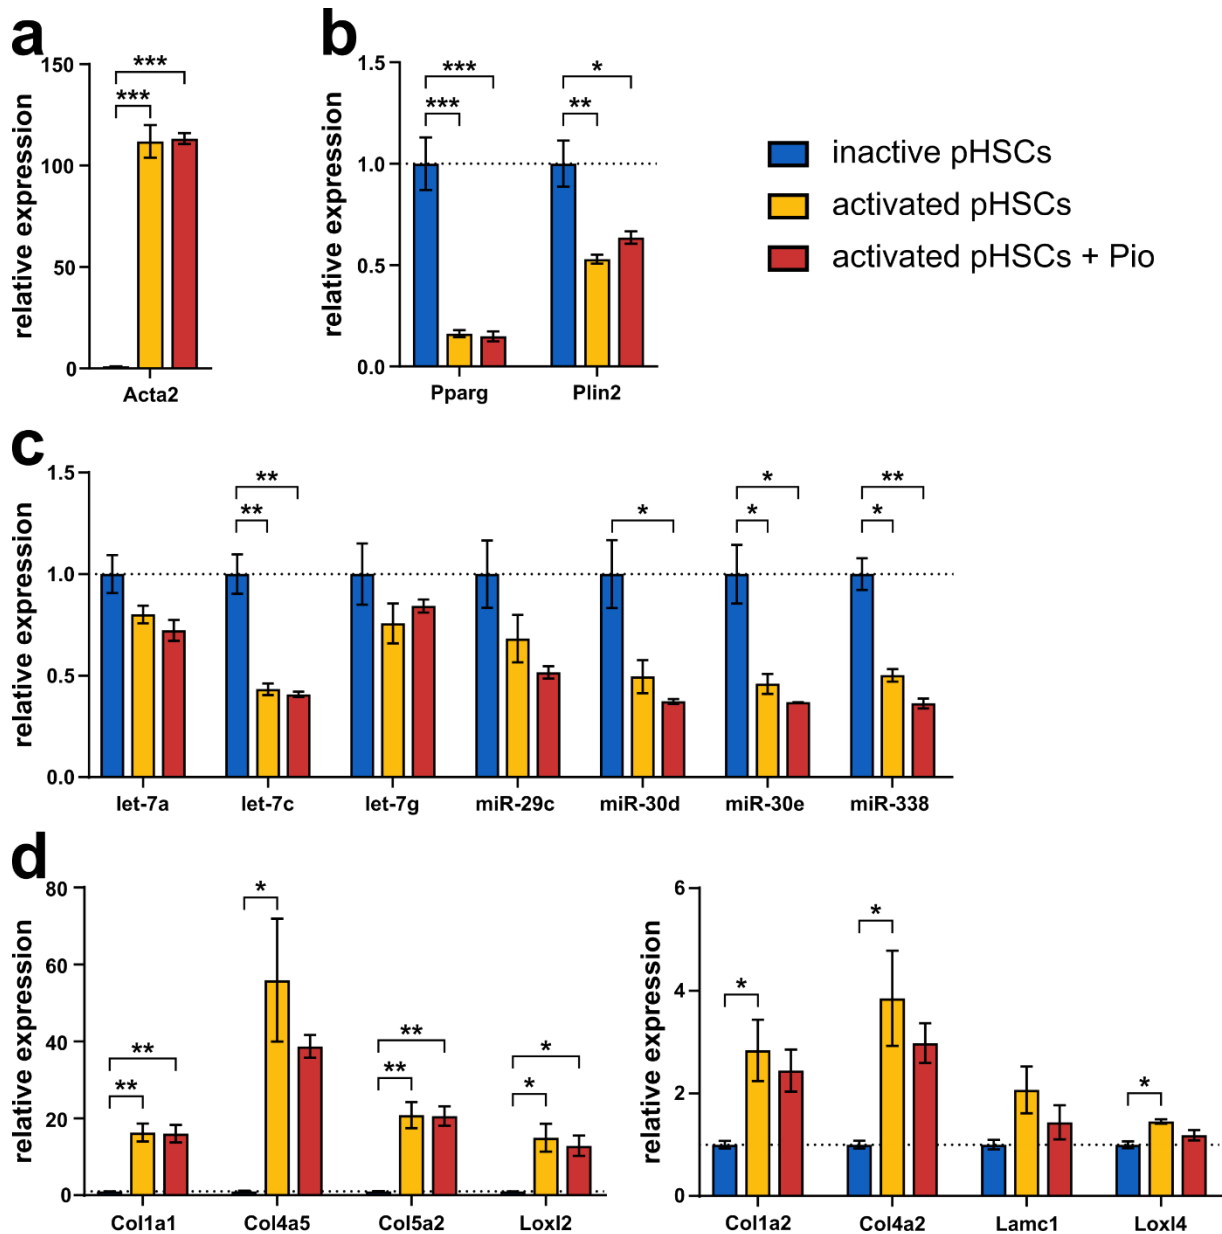 a
b
150
100
50
0
relative expression
***
***
Acta2
1.5
1.0
0.5
0.0
relative expression
***
***
*
**
Pparg
Plin2
inactive pHSCs
activated pHSCs
activated pHSCs + Pio
c
1.5
1.0
0.5
0.0
relative expression
**
**
*
*
*
**
*
let-7a
let-7c
let-7g
miR-29c
miR-30d
miR-30e
miR-338
d
80
60
40
20
0
relative expression
**
**
*
**
**
*
*
Col1a1
Col4a5
Col5a2
Loxl2
6
4
2
0
relative expression
*
*
*
Col1a2
Col4a2
Lamc1
Loxl4